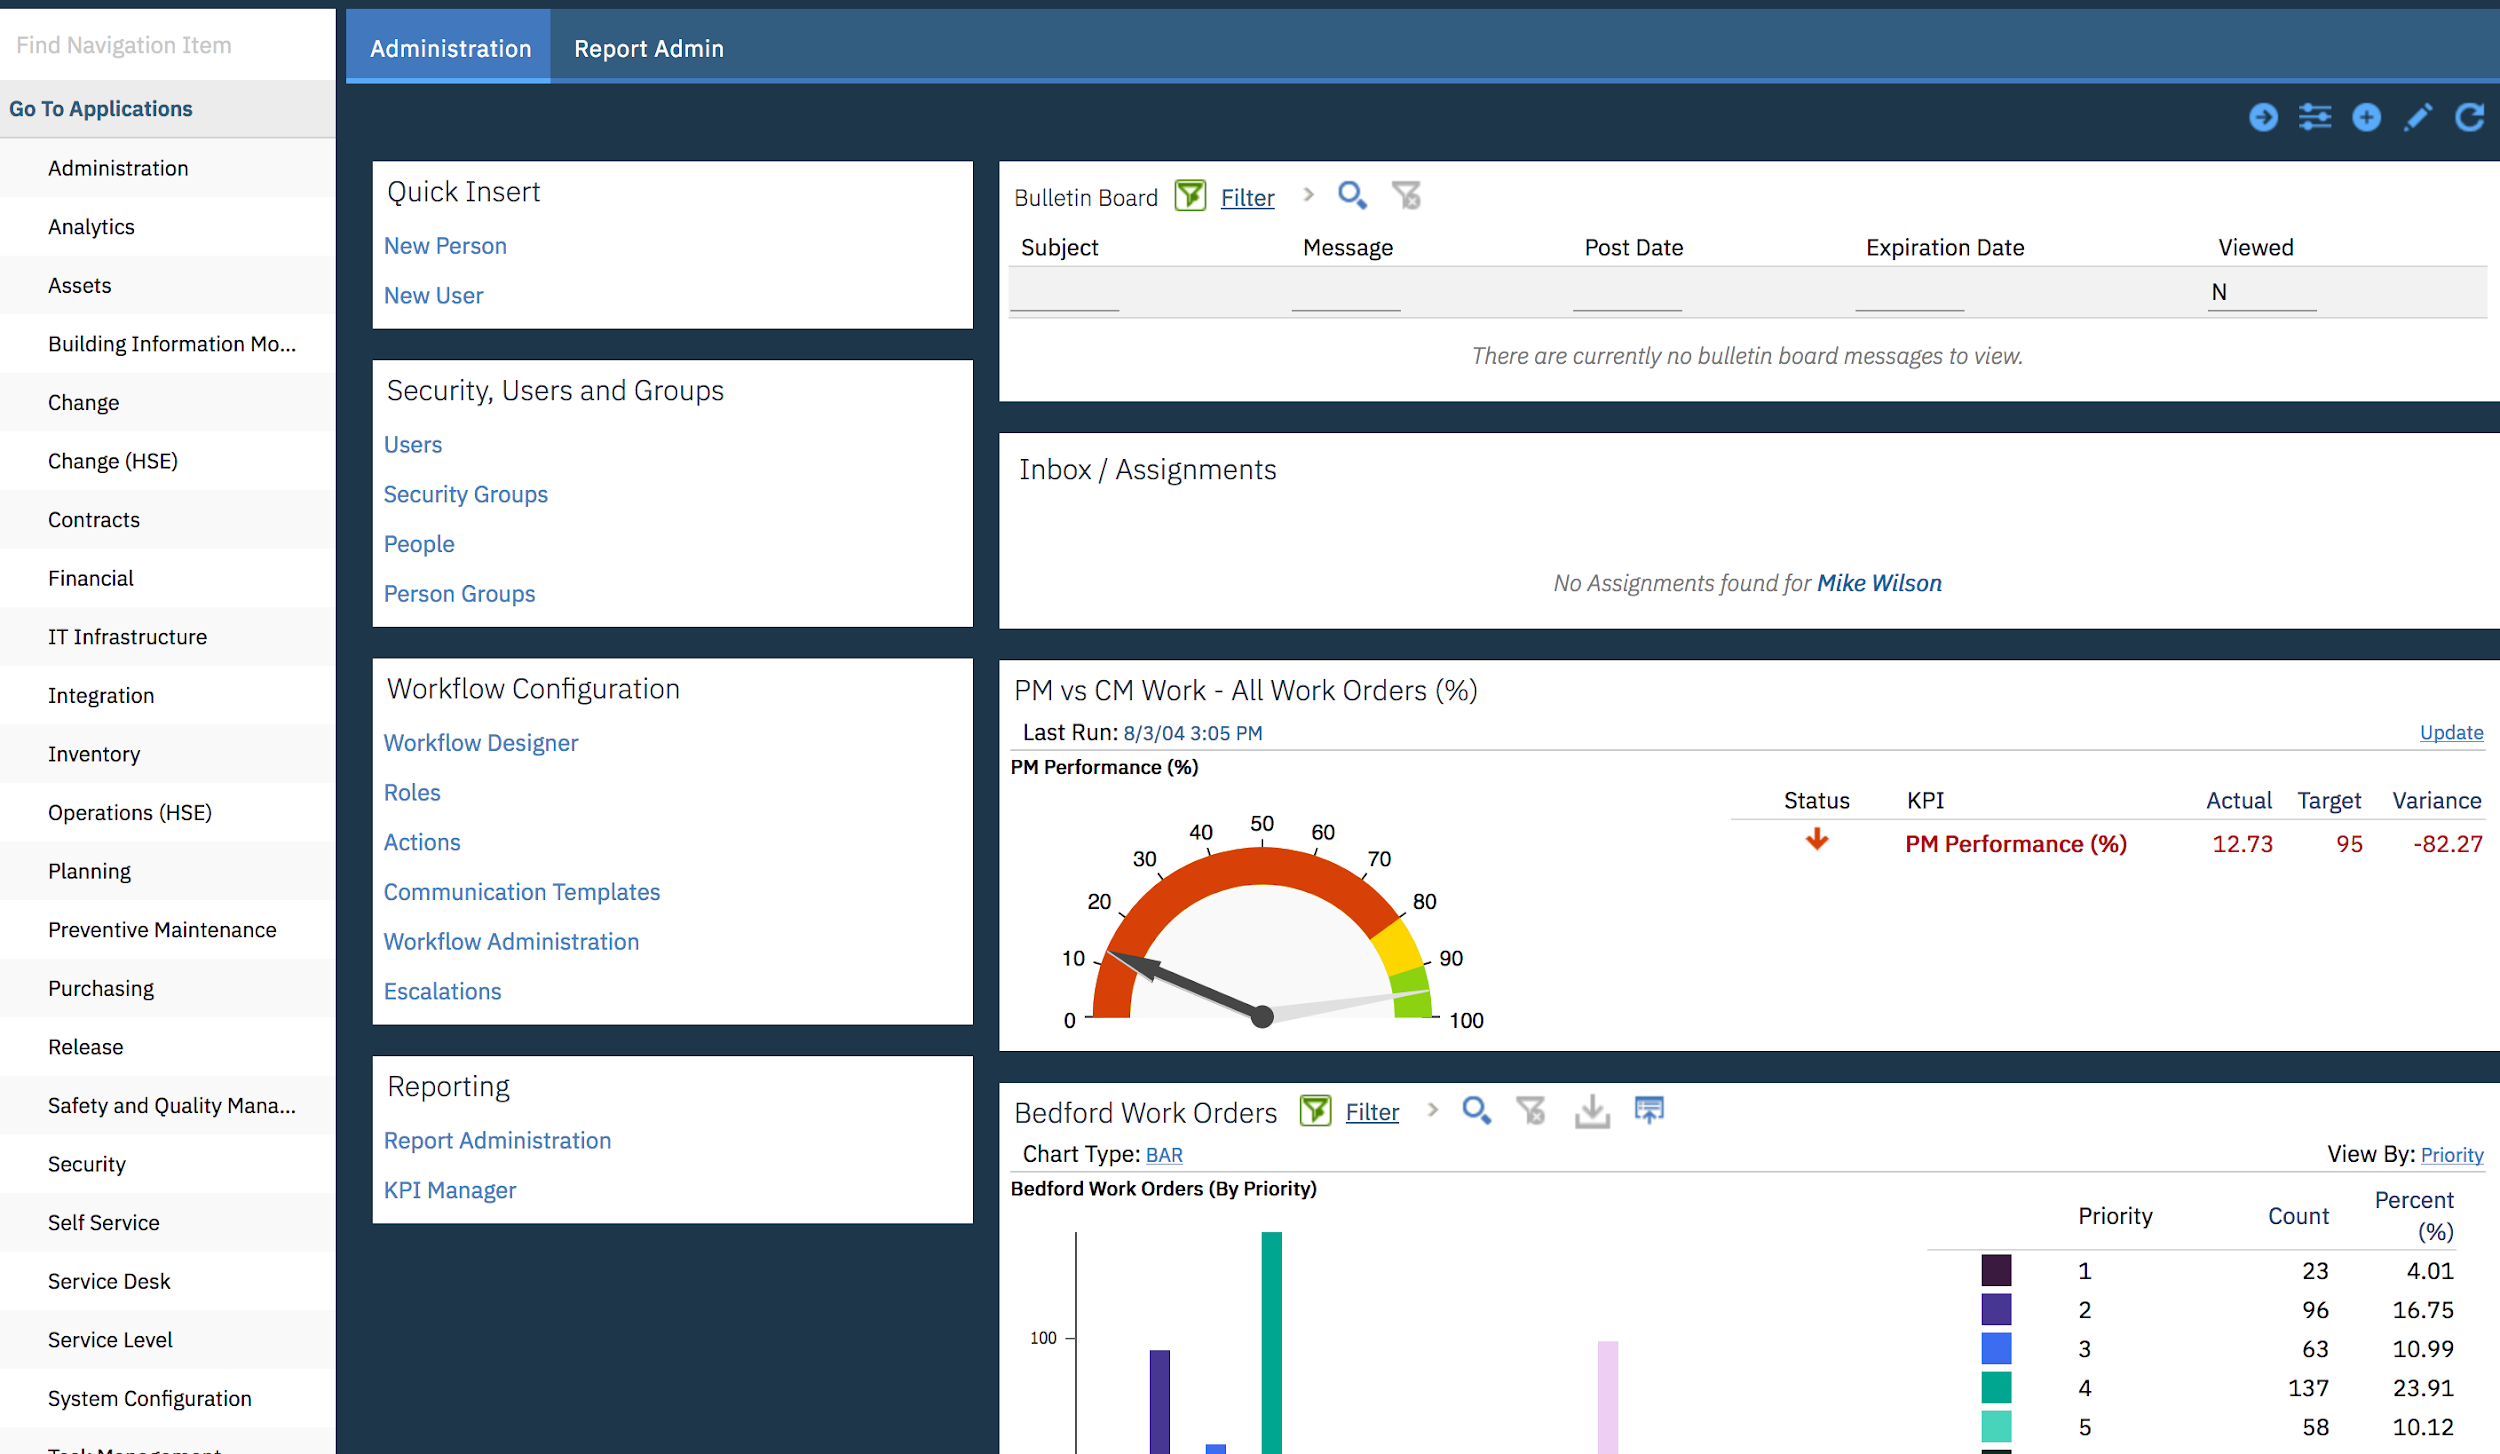 Find Navigation Item
Go To Applications
Administration
Analytics
Assets
Building Information Mo...
Change
Change (HSE)
Contracts
Financial
IT Infrastructure
Integration
Inventory
Operations (HSE)
Planning
Preventive Maintenance
Purchasing
Release
Safety and Quality Mana...
Security
Self Service
Service Desk
Service Level
System Configuration
Administration Report Admin
Quick Insert
New Person
New User
Security, Users and Groups
Users
Security Groups
People
Person Groups
Workflow Configuration
Workflow Designer
Roles
Actions
Communication Templates
Workflow Administration
Escalations
Reporting
Report Administration
KPI Manager
Bulletin Board Filter
Subject Message Post Date Expiration Date Viewed
N
There are currently no bulletin board messages to view.
Inbox / Assignments
No Assignments found for Mike Wilson
PM vs CM Work - All Work Orders (%)
Last Run: 8/3/04 3:05 PM Update
PM Performance (%)
0
10
20
30
40
50
60
70
80
90
100
Status KPI Actual Target Variance
PM Performance (%) 12.73 95 -82.27
Bedford Work Orders Filter
Chart Type: BAR View By: Priority
Bedford Work Orders (By Priority)
100
Priority Count Percent (%)
1 23 4.01
2 96 16.75
3 63 10.99
4 137 23.91
5 58 10.12